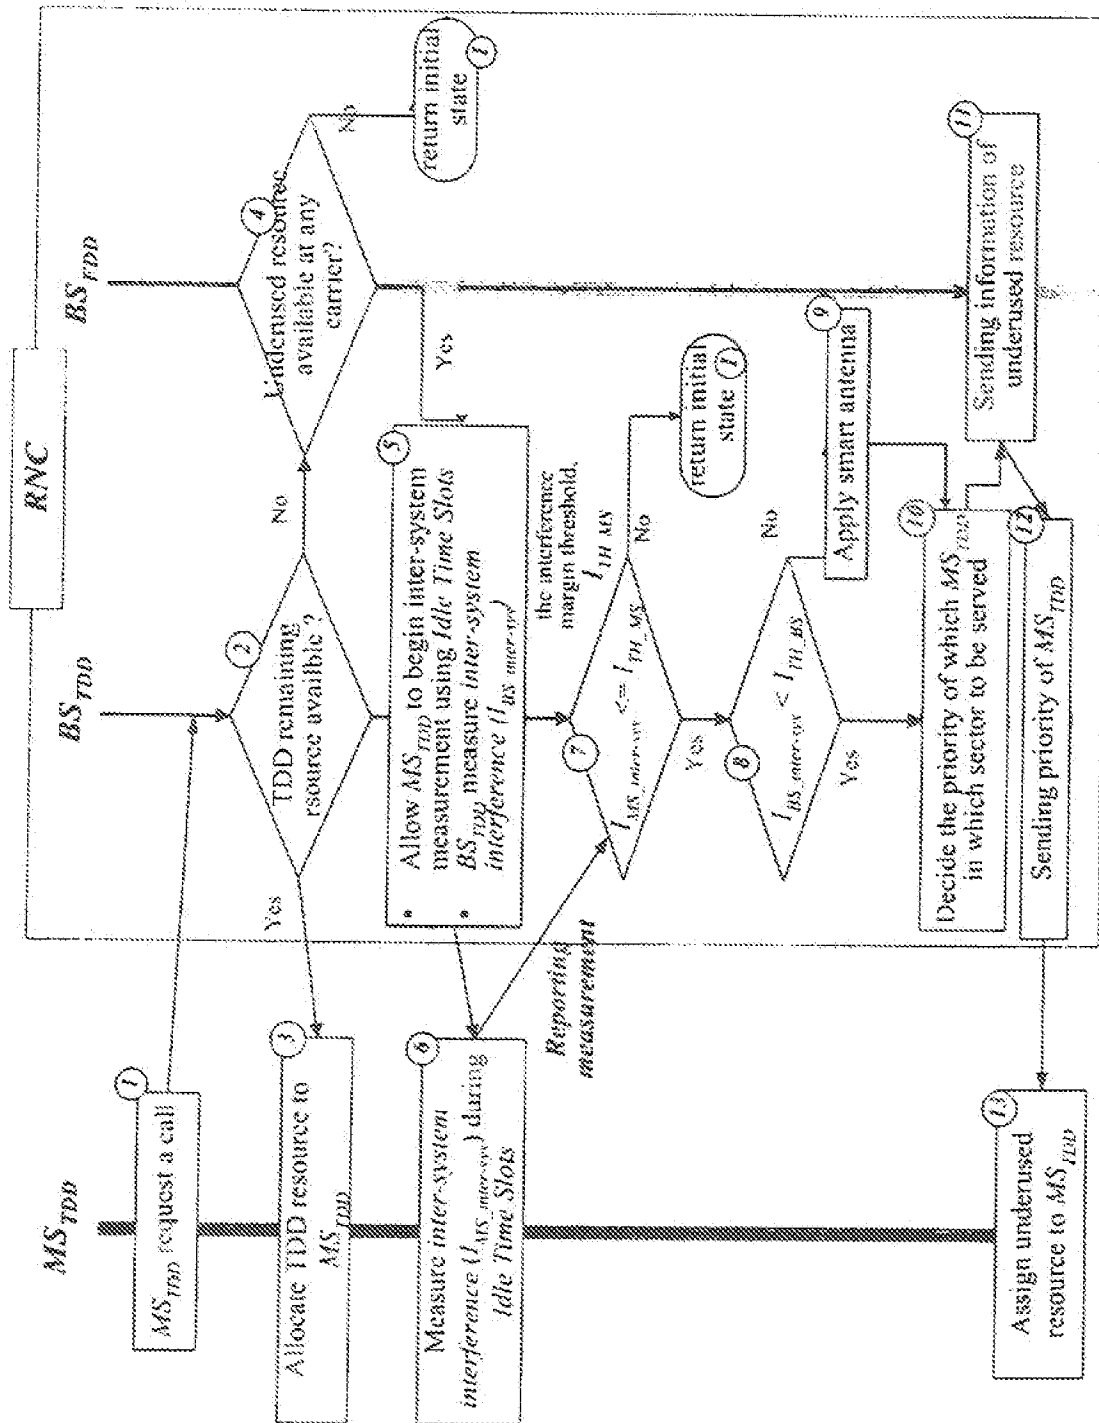 RNC
MS_TDD
BS_TDD
BS_FDD
1
MS_TDD request a call
2
TDD remaining
rsource availble ?
Yes
No
3
Allocate TDD resource to
MS_TDD
4
Underused resource
available at any
carrier?
No
return initial
state 1
Yes
5
• Allow MS_TDD to begin inter-system
measurement using Idle Time Slots
• BS_TDD measure inter-system
interference (I_BS_inter-sys)
6
Measure inter-system
interference (I_MS_inter-sys) during
Idle Time Slots
Reporting
measurement
the interference
margin threshold,
I_TH_MS
7
I_MS_inter-sys <= I_TH_MS
No
return initial
state 1
Yes
8
I_BS_inter-sys < I_TH_BS
No
Yes
9
Apply smart antenna
10
Decide the priority of which MS_TDD
in which sector to be served
11
Sending information of
underused resource
12
Sending priority of MS_TDD
13
Assign underused
resource to MS_TDD